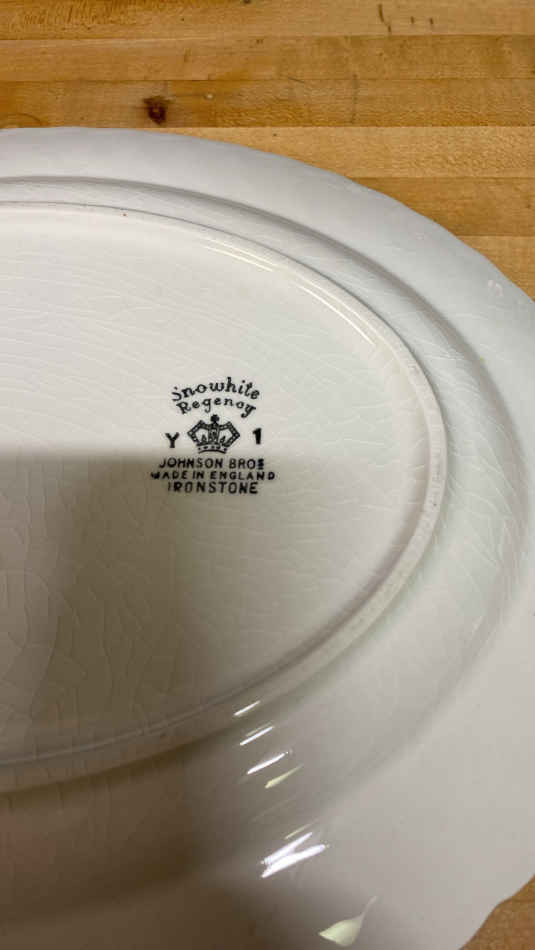 Snowhite
Regency
Y 1
JOHNSON BROS
MADE IN ENGLAND
IRONSTONE